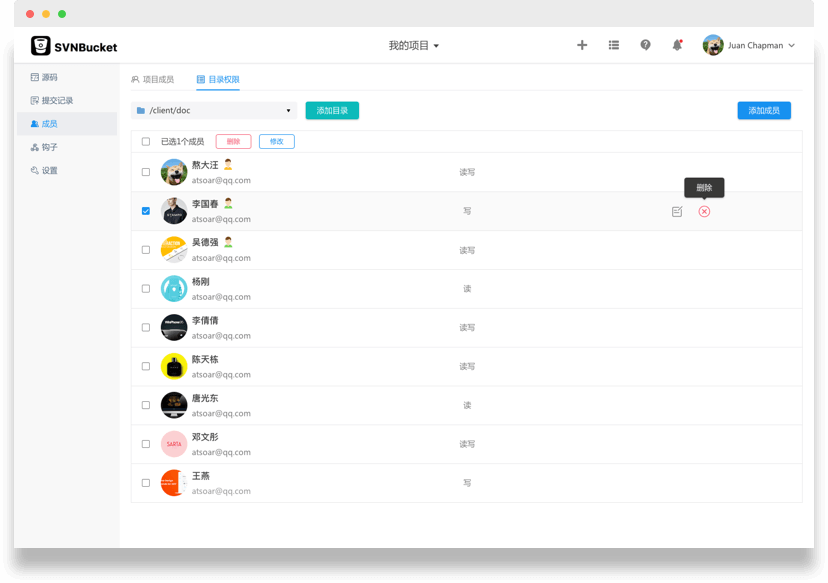 SVNBucket
我的项目
Juan Chapman
源码
提交记录
成员
钩子
设置
项目成员
目录权限
/client/doc
添加目录
添加成员
已选1个成员
删除
修改
熬大汪
atsoar@qq.com
读写
删除
李国春
atsoar@qq.com
写
吴德强
atsoar@qq.com
读写
杨刚
atsoar@qq.com
读
李倩倩
atsoar@qq.com
读写
陈天栋
atsoar@qq.com
读写
唐光东
atsoar@qq.com
读
SARTA
邓文彤
atsoar@qq.com
读写
王燕
atsoar@qq.com
写